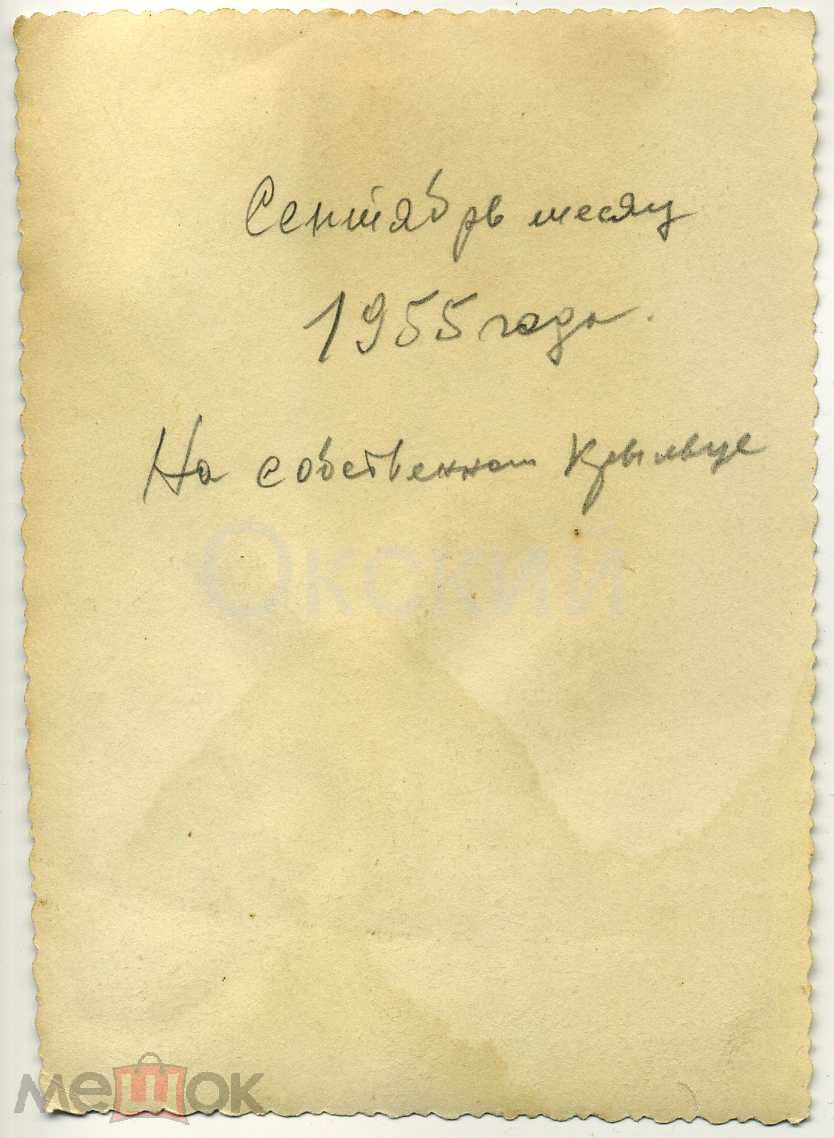 Сентябрь месяц
1955 года.
На собственном крыльце
Окский
мешок